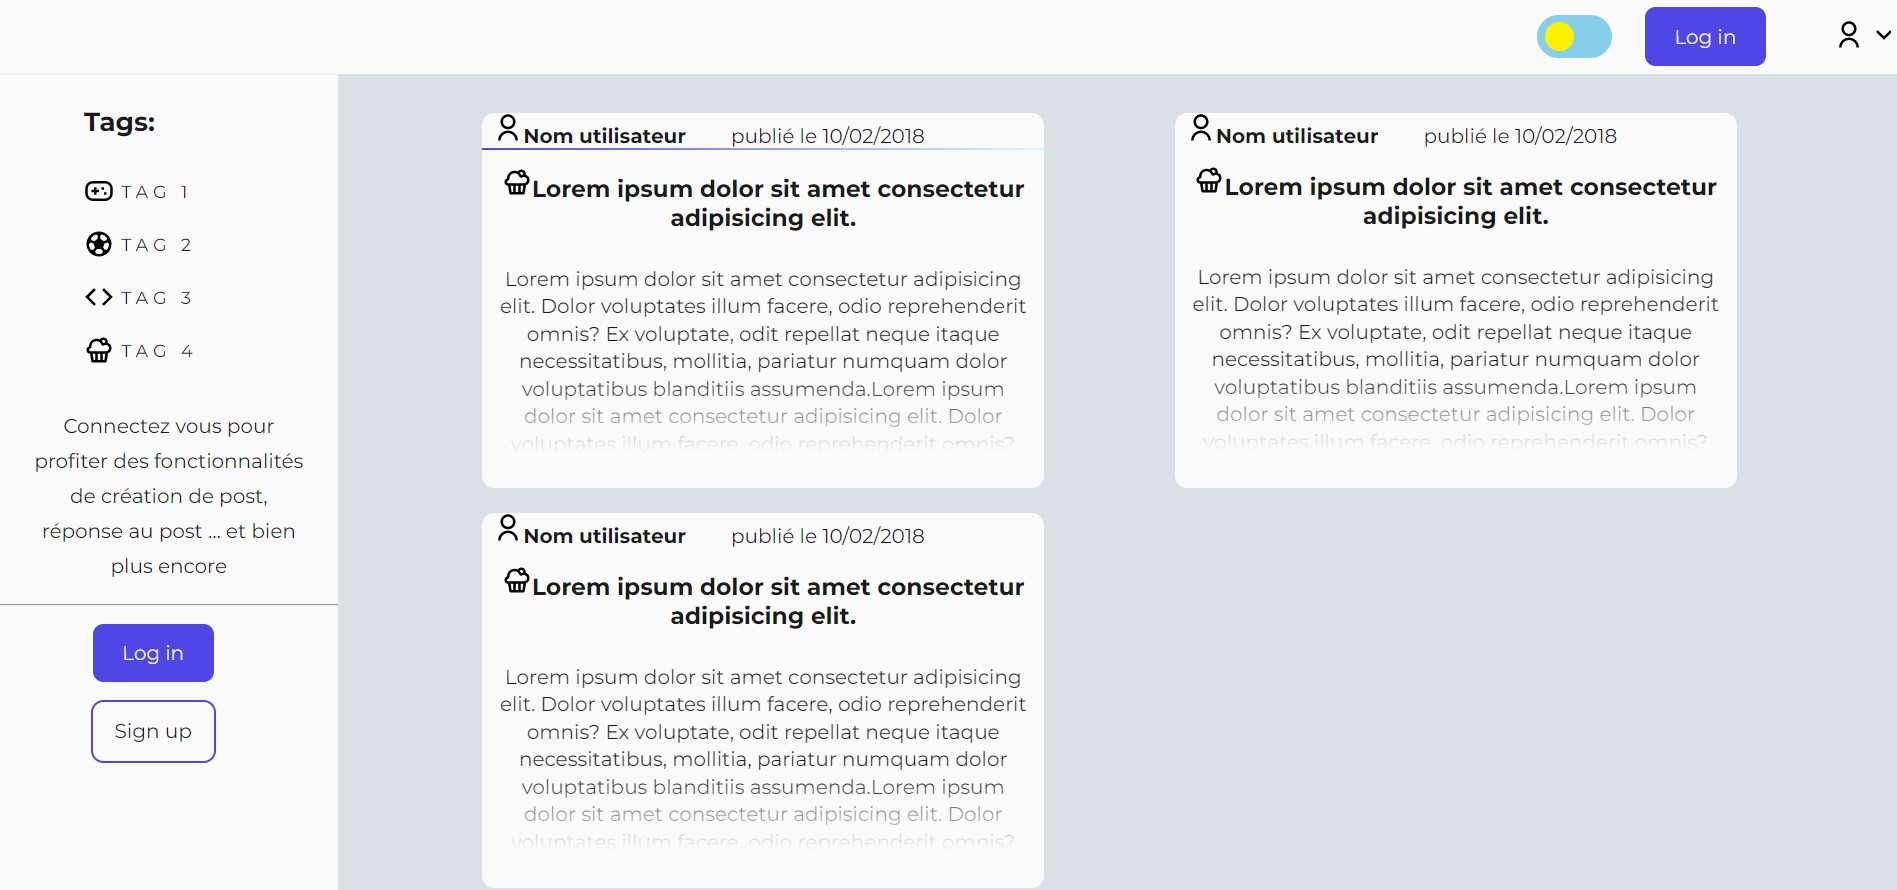 Log in
Tags:
TAG 1
TAG 2
TAG 3
TAG 4
Connectez vous pour
profiter des fonctionnalités
de création de post,
réponse au post ... et bien
plus encore
Log in
Sign up
Nom utilisateur publié le 10/02/2018
Lorem ipsum dolor sit amet consectetur
adipisicing elit.
Lorem ipsum dolor sit amet consectetur adipisicing
elit. Dolor voluptates illum facere, odio reprehenderit
omnis? Ex voluptate, odit repellat neque itaque
necessitatibus, mollitia, pariatur numquam dolor
voluptatibus blanditiis assumenda.Lorem ipsum
dolor sit amet consectetur adipisicing elit. Dolor
voluptates illum facere, odio reprehenderit omnis?
Nom utilisateur publié le 10/02/2018
Lorem ipsum dolor sit amet consectetur
adipisicing elit.
Lorem ipsum dolor sit amet consectetur adipisicing
elit. Dolor voluptates illum facere, odio reprehenderit
omnis? Ex voluptate, odit repellat neque itaque
necessitatibus, mollitia, pariatur numquam dolor
voluptatibus blanditiis assumenda.Lorem ipsum
dolor sit amet consectetur adipisicing elit. Dolor
voluptates illum facere, odio reprehenderit omnis?
Nom utilisateur publié le 10/02/2018
Lorem ipsum dolor sit amet consectetur
adipisicing elit.
Lorem ipsum dolor sit amet consectetur adipisicing
elit. Dolor voluptates illum facere, odio reprehenderit
omnis? Ex voluptate, odit repellat neque itaque
necessitatibus, mollitia, pariatur numquam dolor
voluptatibus blanditiis assumenda.Lorem ipsum
dolor sit amet consectetur adipisicing elit. Dolor
voluptates illum facere, odio reprehenderit omnis?